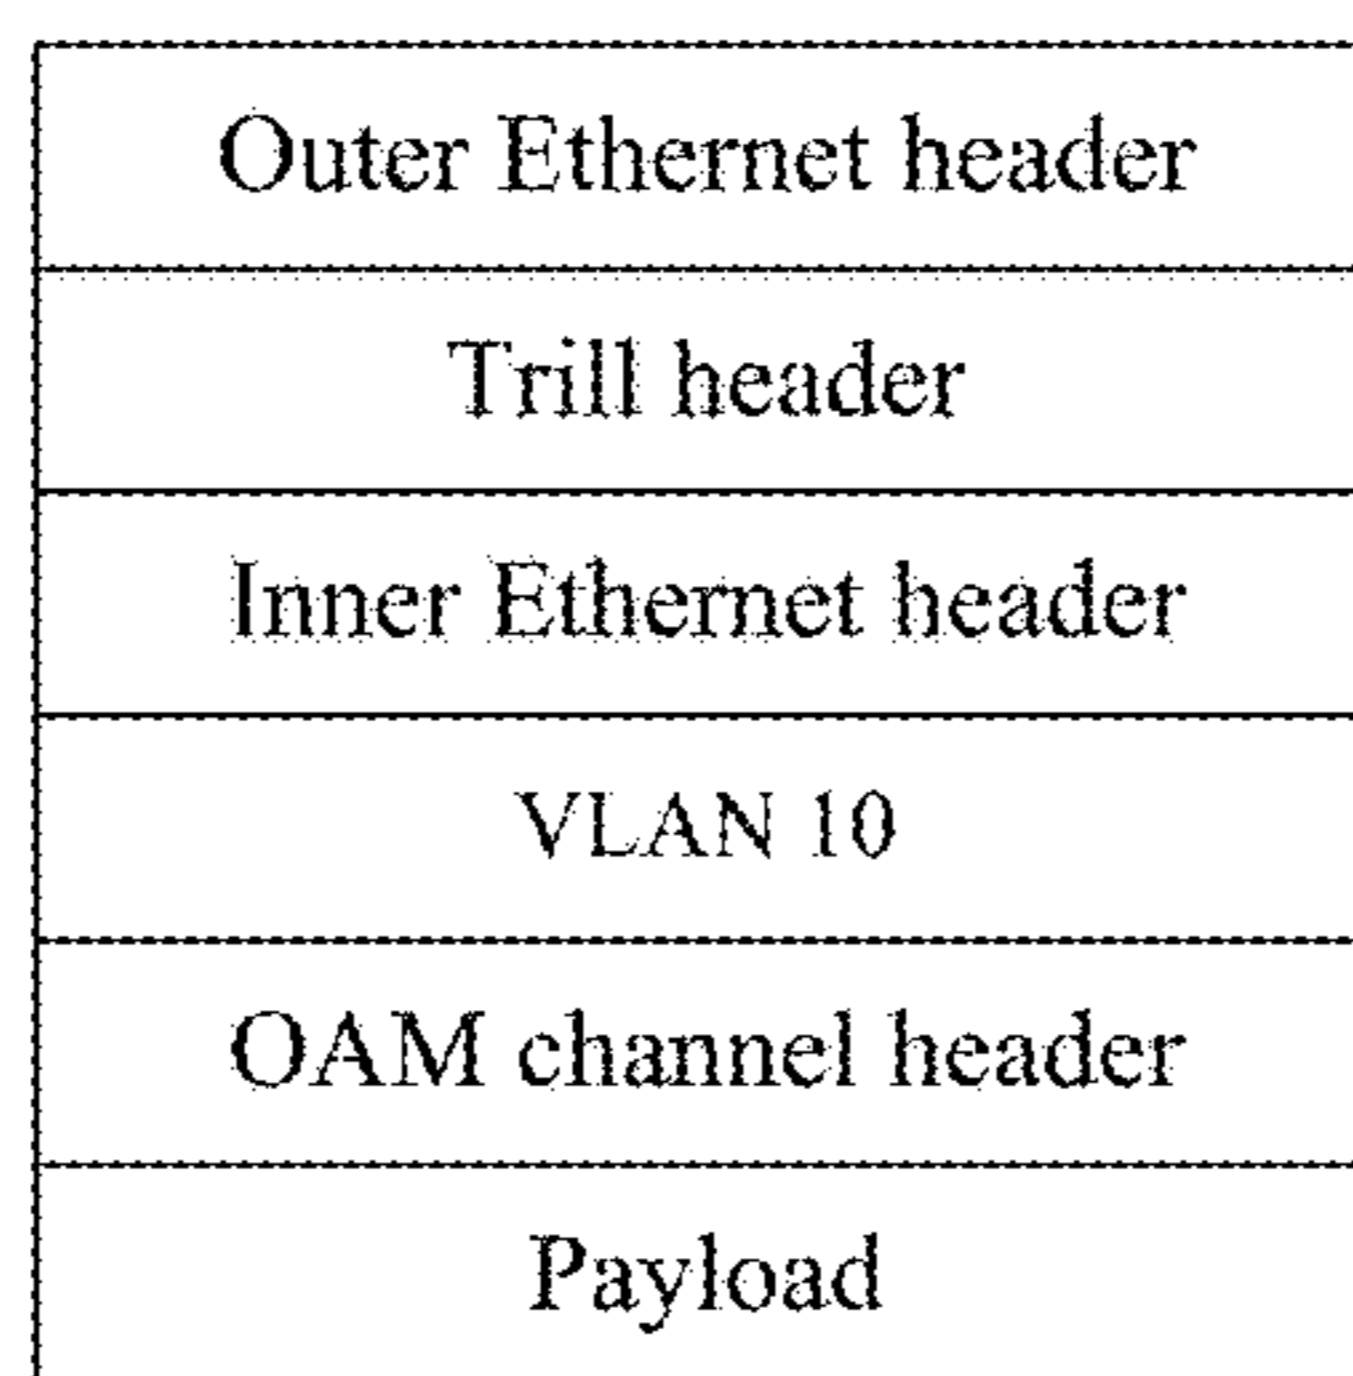 Outer Ethernet header
Trill header
Inner Ethernet header
VLAN 10
OAM channel header
Payload